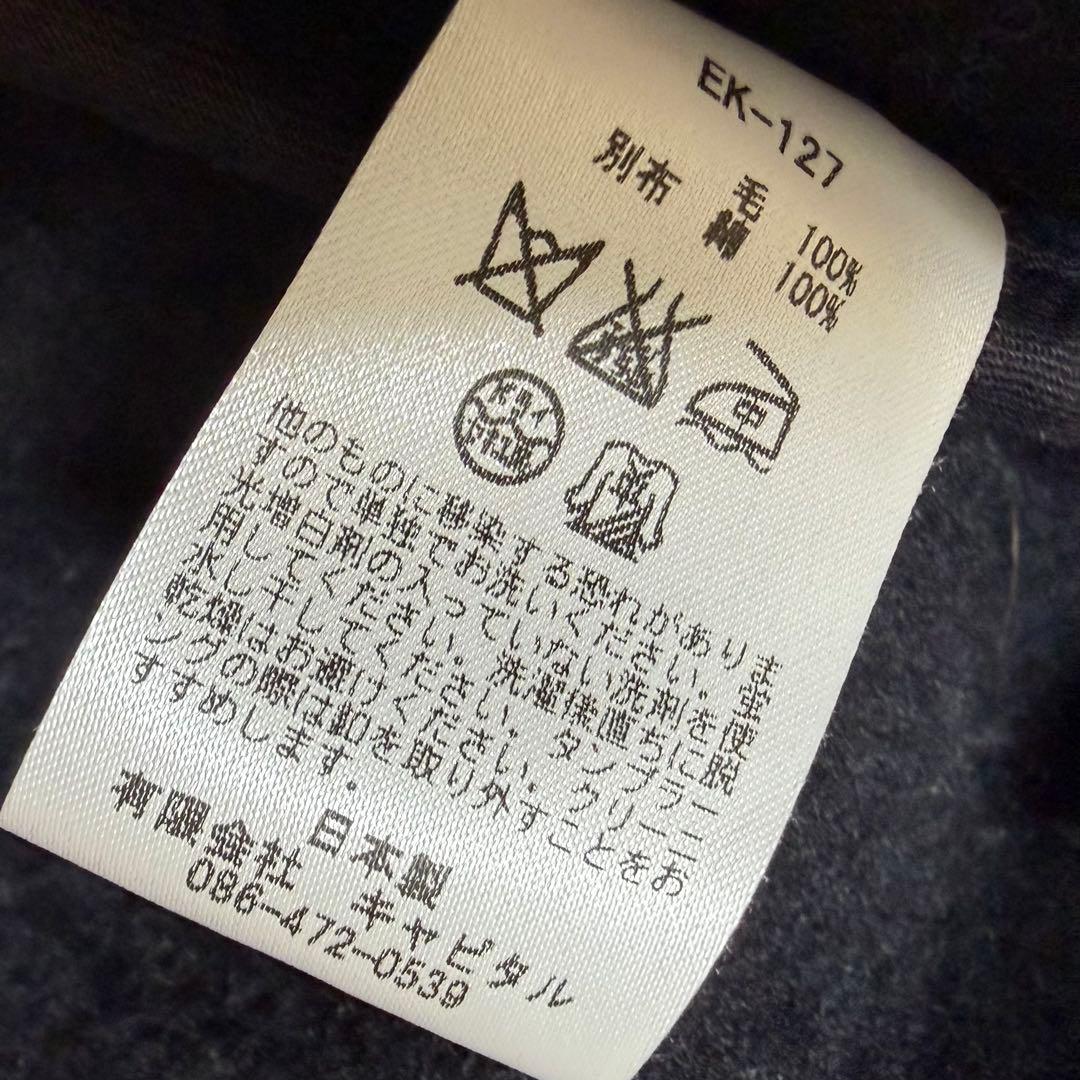 EK-127
毛 100%
別布 綿 100%
中
ドライ
他のものに移染する恐れがありま
すので単独でお洗いください。蛍
光増白剤の入っていない洗剤を使
用してください。洗濯後直ちに脱
水し干してください。タンブラー
乾燥はお避けください。クリーニ
ングの際は釦を取り外すことをお
すすめします。
日本製
有限会社 キャピタル
086-472-0539